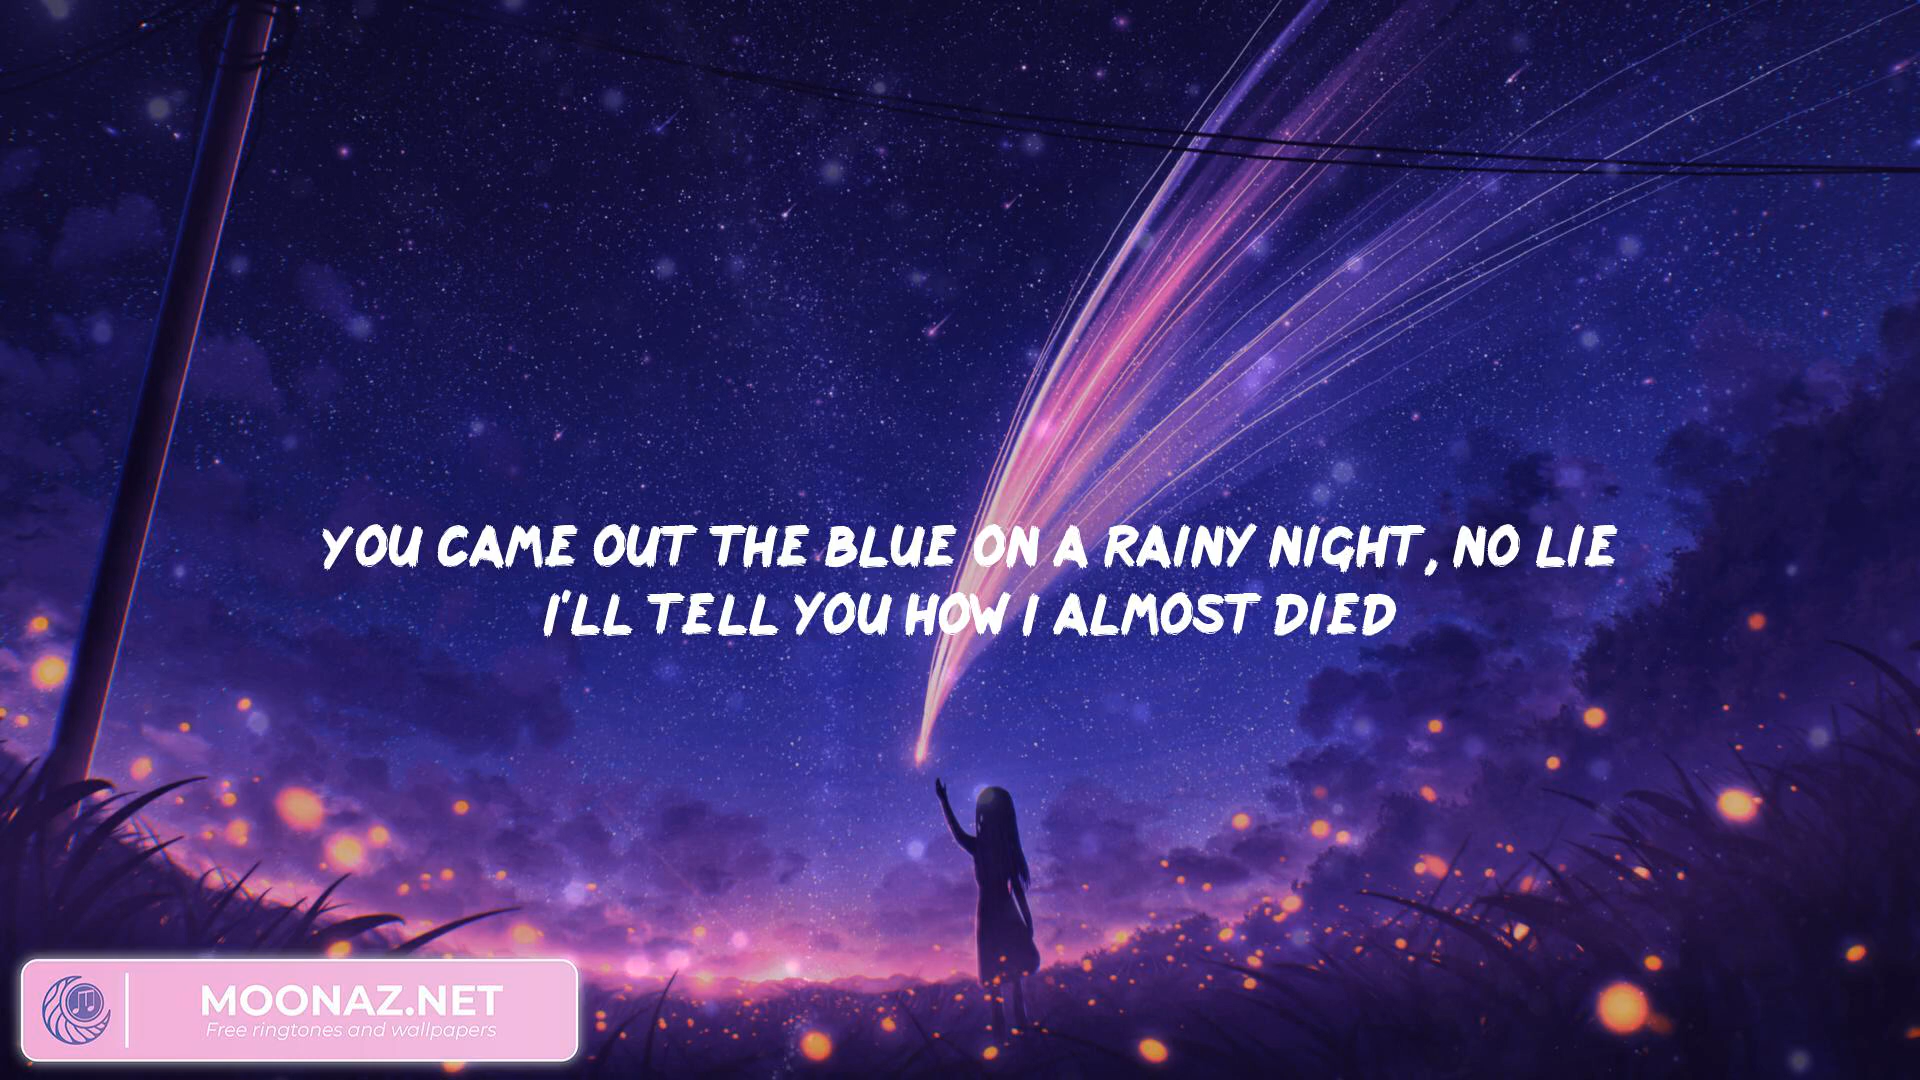 YOU CAME OUT THE BLUE ON A RAINY NIGHT, NO LIE
I'LL TELL YOU HOW I ALMOST DIED
MOONAZ.NET
Free ringtones and wallpapers